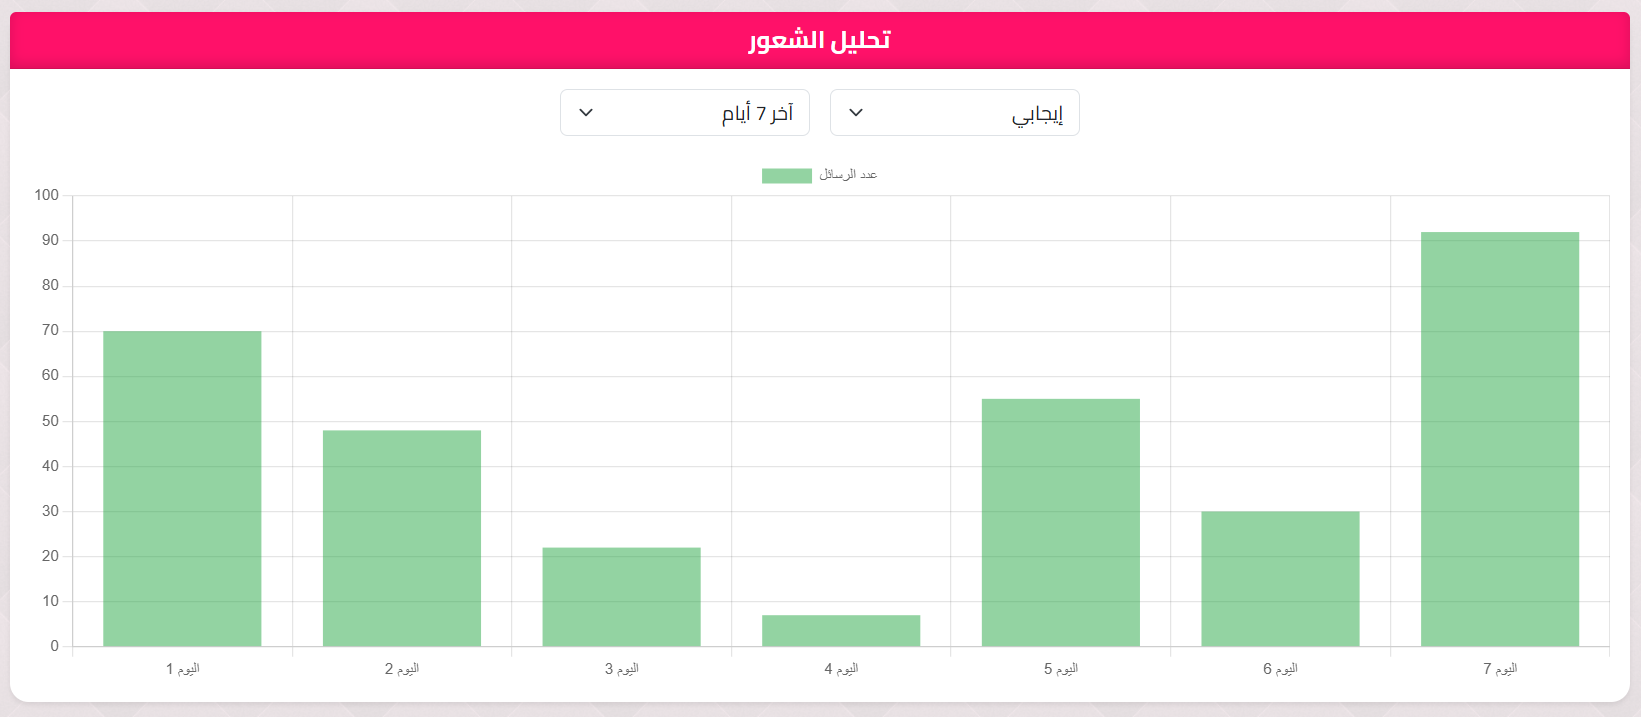 تحليل الشعور
إيجابي
آخر 7 أيام
عدد الرسائل
100
90
80
70
60
50
40
30
20
10
0
اليوم 1
اليوم 2
اليوم 3
اليوم 4
اليوم 5
اليوم 6
اليوم 7